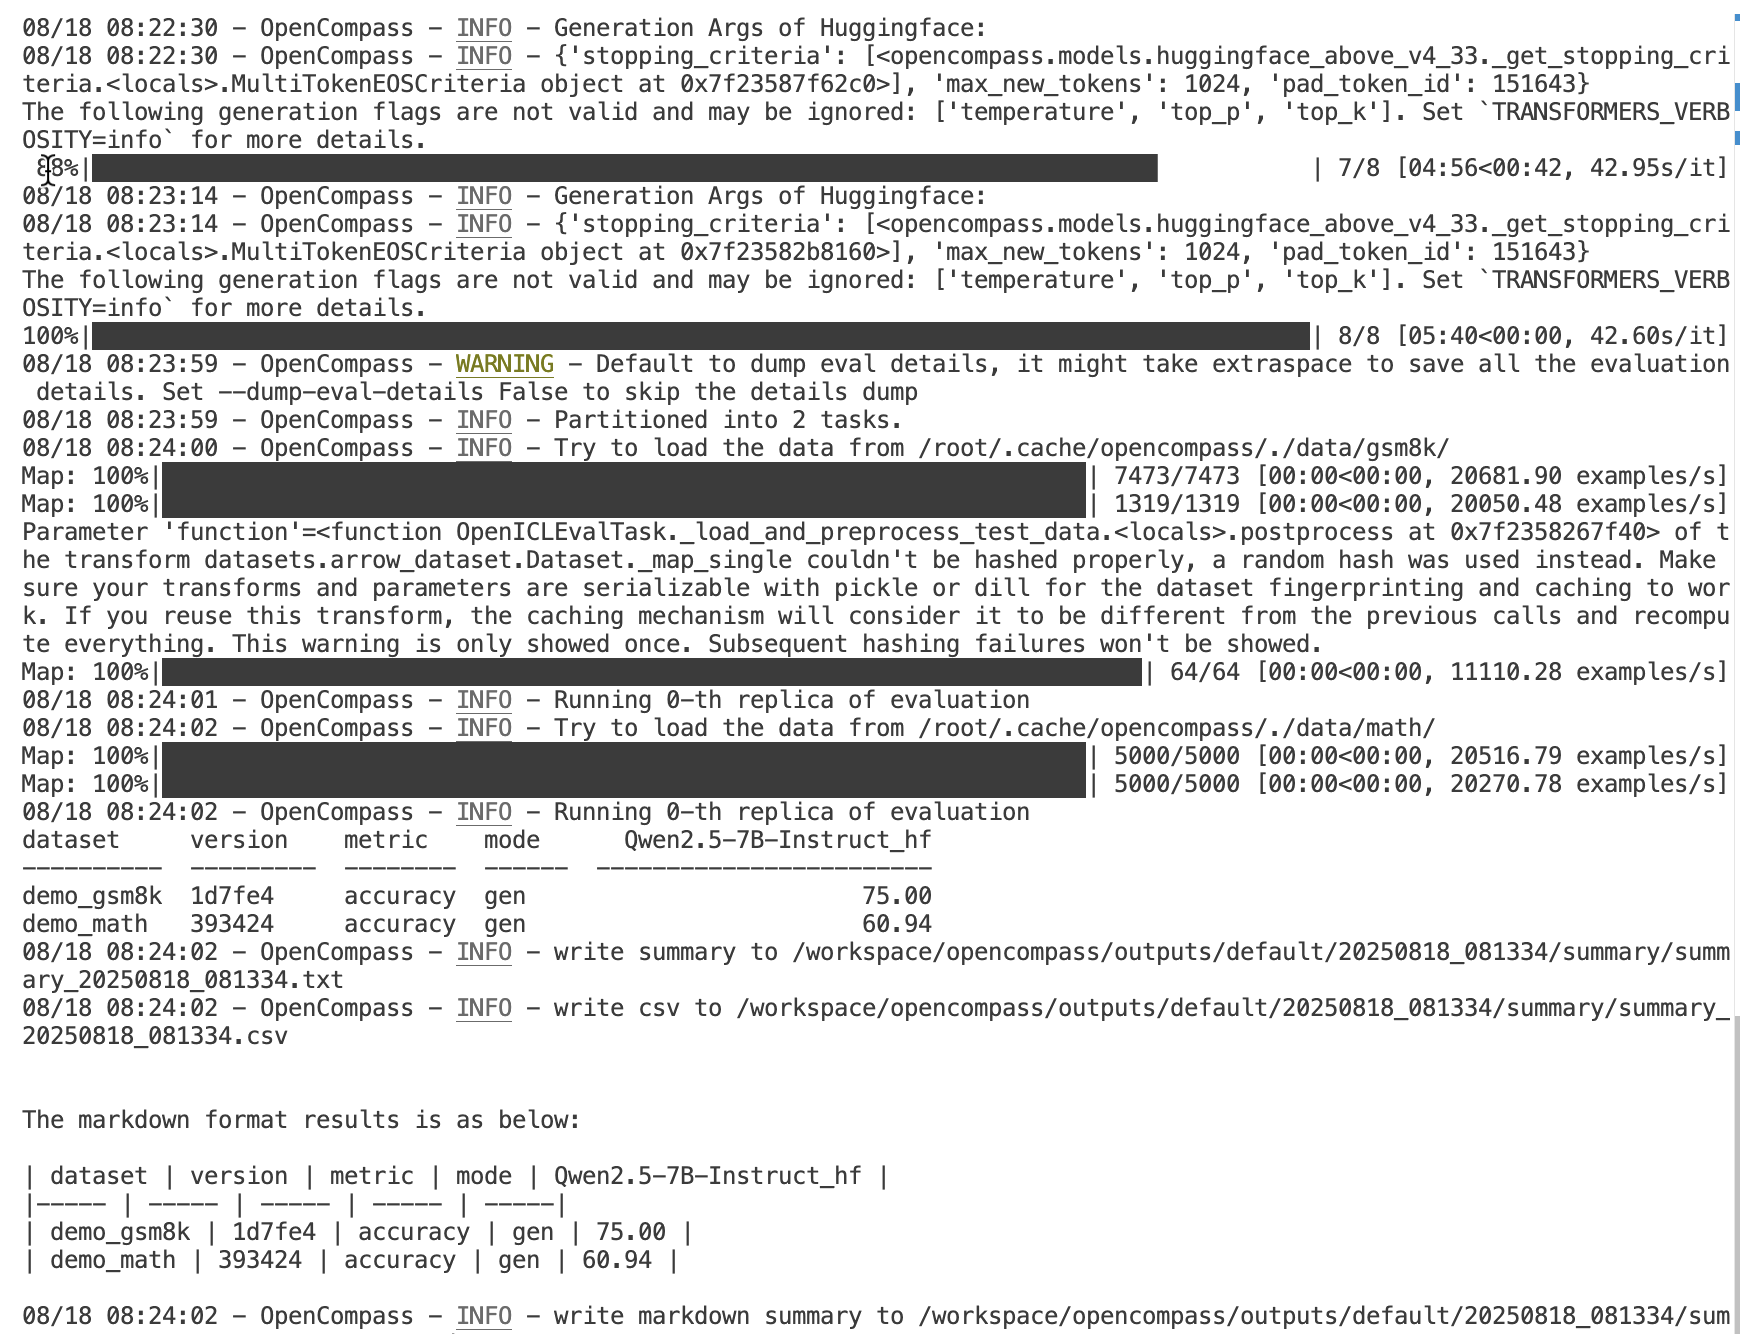 08/18 08:22:30 - OpenCompass - INFO - Generation Args of Huggingface:
08/18 08:22:30 - OpenCompass - INFO - {'stopping_criteria': [<opencompass.models.huggingface_above_v4_33._get_stopping_cri
teria.<locals>.MultiTokenEOSCriteria object at 0x7f23587f62c0>], 'max_new_tokens': 1024, 'pad_token_id': 151643}
The following generation flags are not valid and may be ignored: ['temperature', 'top_p', 'top_k']. Set `TRANSFORMERS_VERB
OSITY=info` for more details.
88%| | 7/8 [04:56<00:42, 42.95s/it]
08/18 08:23:14 - OpenCompass - INFO - Generation Args of Huggingface:
08/18 08:23:14 - OpenCompass - INFO - {'stopping_criteria': [<opencompass.models.huggingface_above_v4_33._get_stopping_cri
teria.<locals>.MultiTokenEOSCriteria object at 0x7f23582b8160>], 'max_new_tokens': 1024, 'pad_token_id': 151643}
The following generation flags are not valid and may be ignored: ['temperature', 'top_p', 'top_k']. Set `TRANSFORMERS_VERB
OSITY=info` for more details.
100%| | 8/8 [05:40<00:00, 42.60s/it]
08/18 08:23:59 - OpenCompass - WARNING - Default to dump eval details, it might take extraspace to save all the evaluation
 details. Set --dump-eval-details False to skip the details dump
08/18 08:23:59 - OpenCompass - INFO - Partitioned into 2 tasks.
08/18 08:24:00 - OpenCompass - INFO - Try to load the data from /root/.cache/opencompass/./data/gsm8k/
Map: 100%| | 7473/7473 [00:00<00:00, 20681.90 examples/s]
Map: 100%| | 1319/1319 [00:00<00:00, 20050.48 examples/s]
Parameter 'function'=<function OpenICLEvalTask._load_and_preprocess_test_data.<locals>.postprocess at 0x7f2358267f40> of t
he transform datasets.arrow_dataset.Dataset._map_single couldn't be hashed properly, a random hash was used instead. Make
sure your transforms and parameters are serializable with pickle or dill for the dataset fingerprinting and caching to wor
k. If you reuse this transform, the caching mechanism will consider it to be different from the previous calls and recompu
te everything. This warning is only showed once. Subsequent hashing failures won't be showed.
Map: 100%| | 64/64 [00:00<00:00, 11110.28 examples/s]
08/18 08:24:01 - OpenCompass - INFO - Running 0-th replica of evaluation
08/18 08:24:02 - OpenCompass - INFO - Try to load the data from /root/.cache/opencompass/./data/math/
Map: 100%| | 5000/5000 [00:00<00:00, 20516.79 examples/s]
Map: 100%| | 5000/5000 [00:00<00:00, 20270.78 examples/s]
08/18 08:24:02 - OpenCompass - INFO - Running 0-th replica of evaluation
dataset     version    metric    mode      Qwen2.5-7B-Instruct_hf
----------  ---------  --------  ------  ------------------------
demo_gsm8k  1d7fe4     accuracy  gen                        75.00
demo_math   393424     accuracy  gen                        60.94
08/18 08:24:02 - OpenCompass - INFO - write summary to /workspace/opencompass/outputs/default/20250818_081334/summary/summ
ary_20250818_081334.txt
08/18 08:24:02 - OpenCompass - INFO - write csv to /workspace/opencompass/outputs/default/20250818_081334/summary/summary_
20250818_081334.csv
The markdown format results is as below:
| dataset | version | metric | mode | Qwen2.5-7B-Instruct_hf |
|----- | ----- | ----- | ----- | -----|
| demo_gsm8k | 1d7fe4 | accuracy | gen | 75.00 |
| demo_math | 393424 | accuracy | gen | 60.94 |
08/18 08:24:02 - OpenCompass - INFO - write markdown summary to /workspace/opencompass/outputs/default/20250818_081334/sum